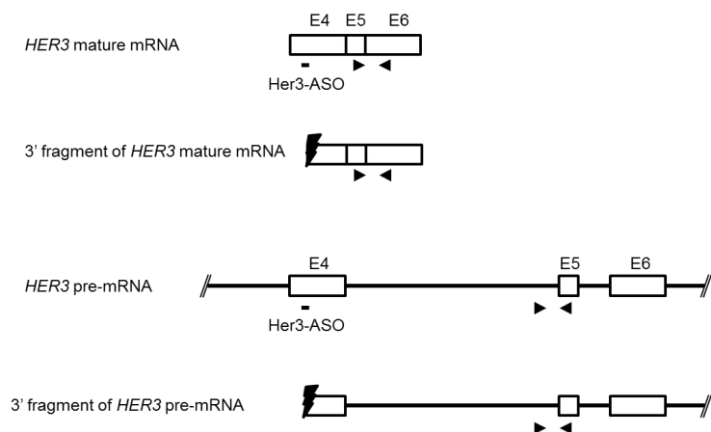 E4 E5 E6
HER3 mature mRNA
Her3-ASO
3' fragment of HER3 mature mRNA
E4 E5 E6
HER3 pre-mRNA
Her3-ASO
3' fragment of HER3 pre-mRNA